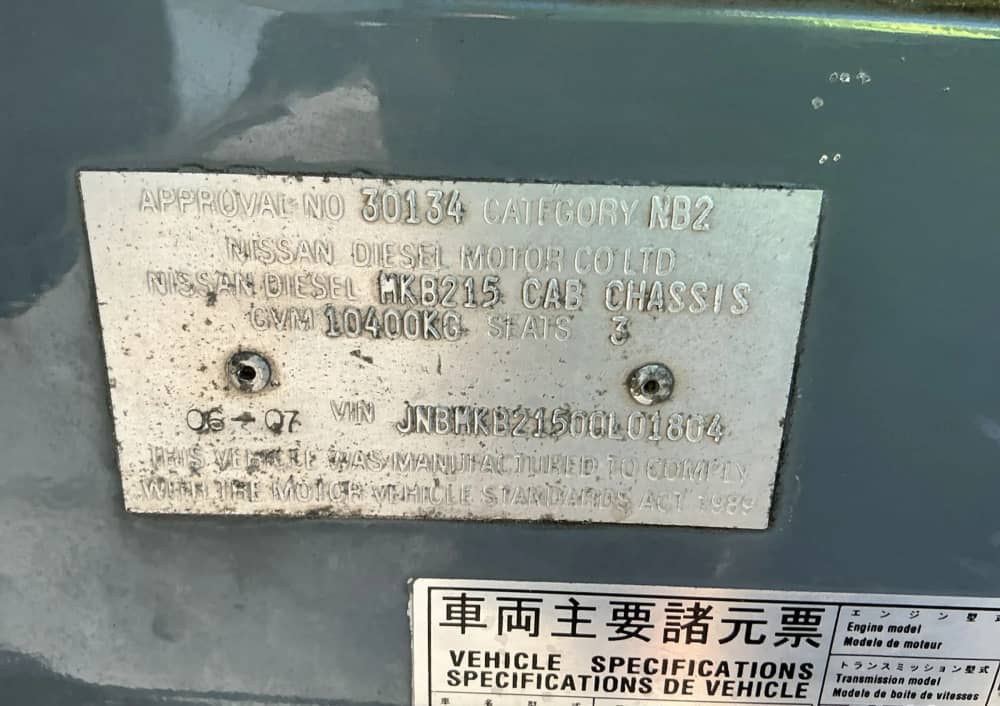 APPROVAL NO 30134 CATEGORY NB2
NISSAN DIESEL MOTOR CO LTD
NISSAN DIESEL MKB215 CAB CHASSIS
GVM 10400KG SEATS 3
06-07 VIN JNBMKB21500L01804
THIS VEHICLE WAS MANUFACTURED TO COMPLY
WITH THE MOTOR VEHICLE STANDARDS ACT 1989
車両主要諸元票
VEHICLE SPECIFICATIONS
SPECIFICATIONS DE VEHICLE
エンジン型
Engine model
Modele de moteur
トランスミッション型式
Transmission model
Modele de boite de vitesses
車名型式